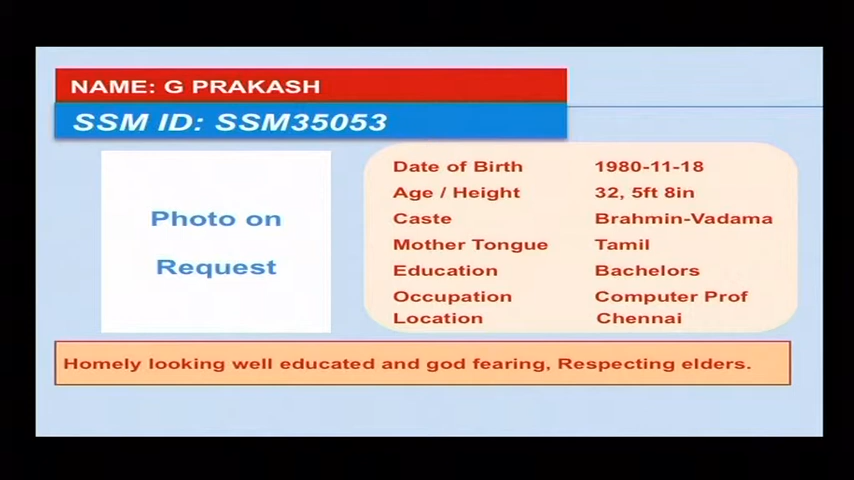 NAME: G PRAKASH
SSM ID: SSM35053
Photo on
Request
Date of Birth 1980-11-18
Age / Height 32, 5ft 8in
Caste Brahmin-Vadama
Mother Tongue Tamil
Education Bachelors
Occupation Computer Prof
Location Chennai
Homely looking well educated and god fearing, Respecting elders.